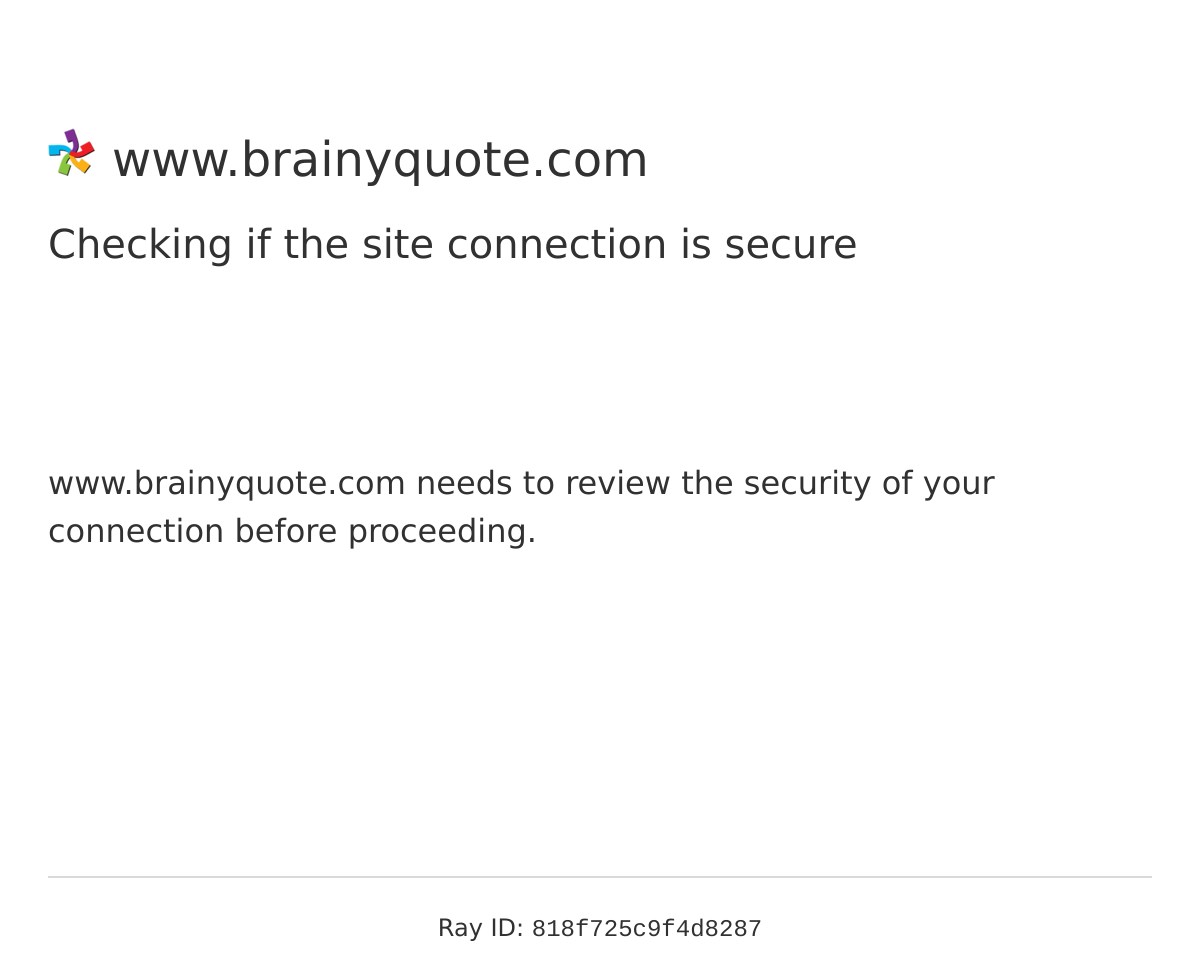 www.brainyquote.com
Checking if the site connection is secure
www.brainyquote.com needs to review the security of your
connection before proceeding.
Ray ID: 818f725c9f4d8287